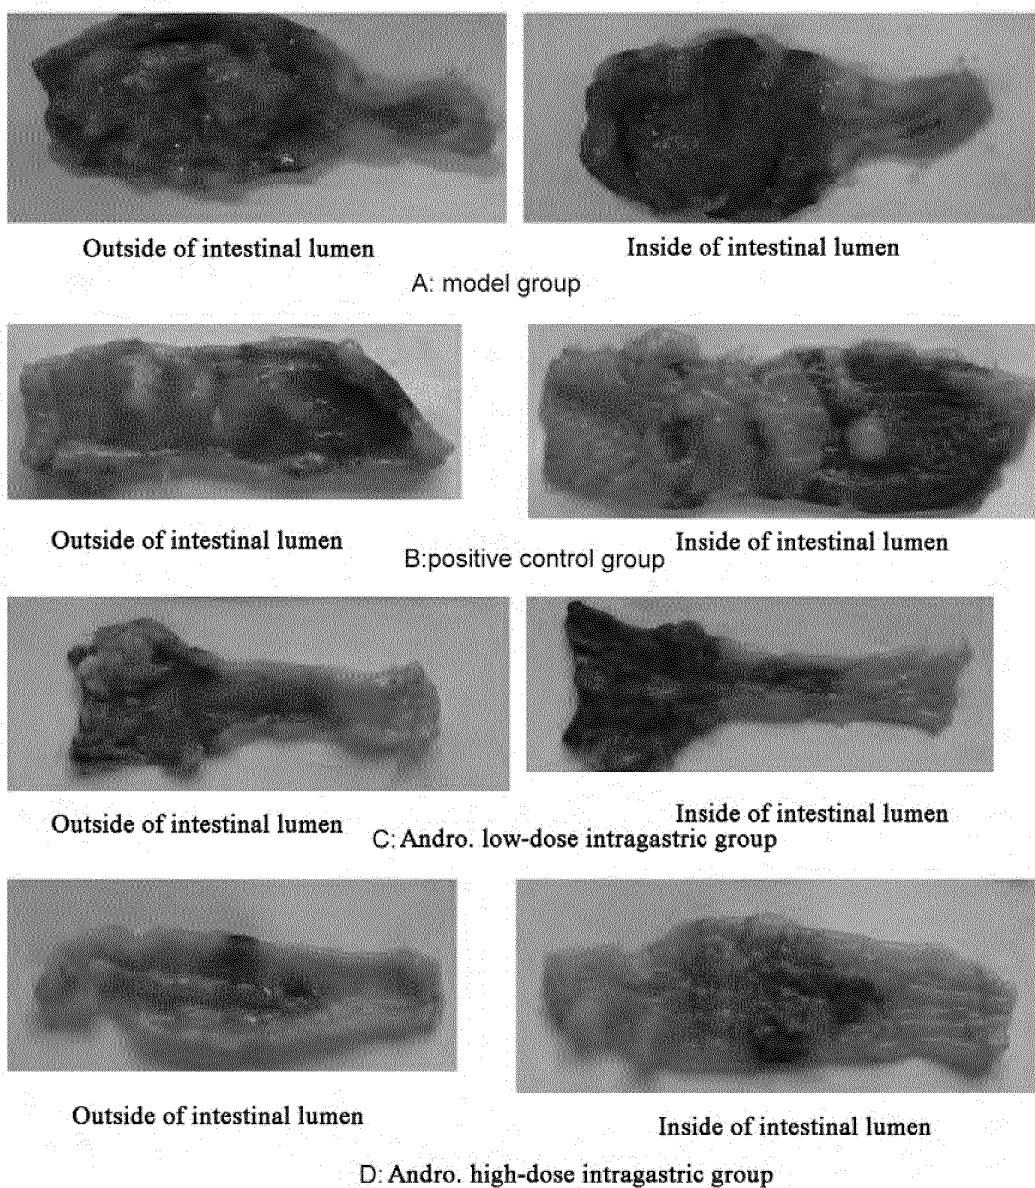 Outside of intestinal lumen
Inside of intestinal lumen
A: model group
Outside of intestinal lumen
Inside of intestinal lumen
B:positive control group
Outside of intestinal lumen
Inside of intestinal lumen
C: Andro. low-dose intragastric group
Outside of intestinal lumen
Inside of intestinal lumen
D: Andro. high-dose intragastric group